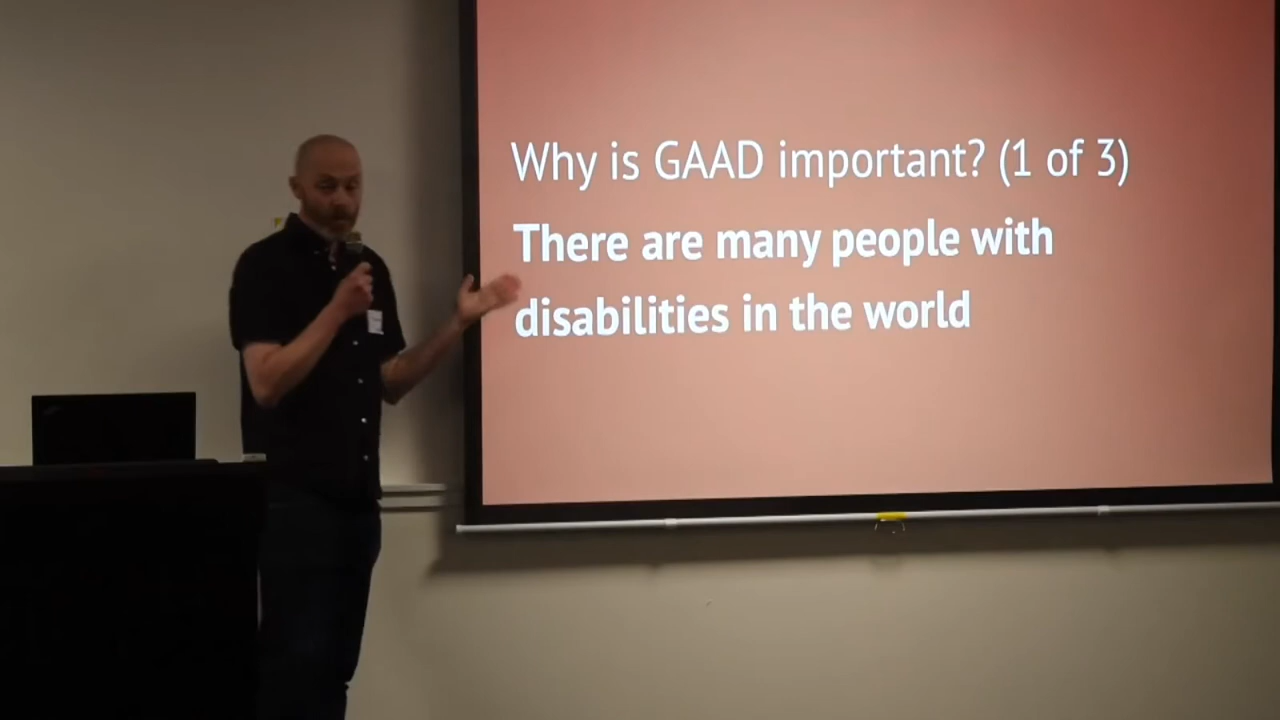 Why is GAAD important? (1 of 3)
There are many people with
disabilities in the world